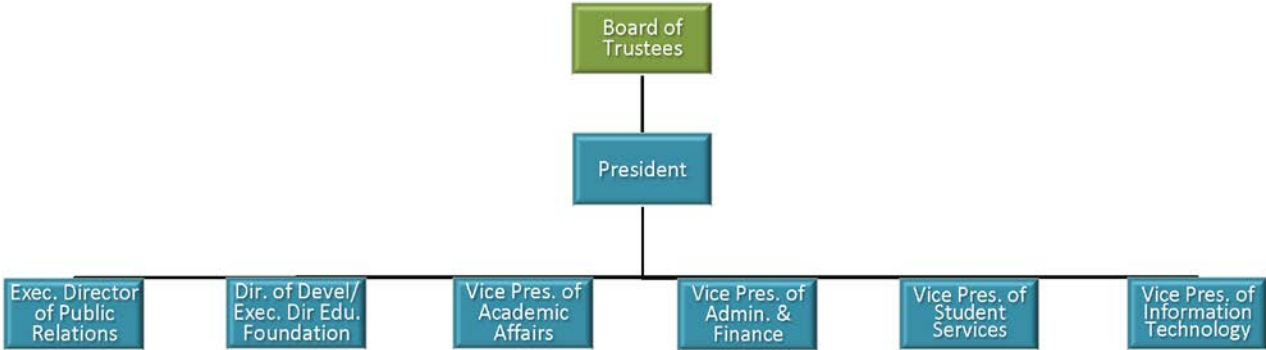 Board of
Trustees
President
Exec. Director
of Public
Relations
Dir. of Devel/
Exec. Dir Edu.
Foundation
Vice Pres. of
Academic
Affairs
Vice Pres. of
Admin. &
Finance
Vice Pres. of
Student
Services
Vice Pres. of
Information
Technology